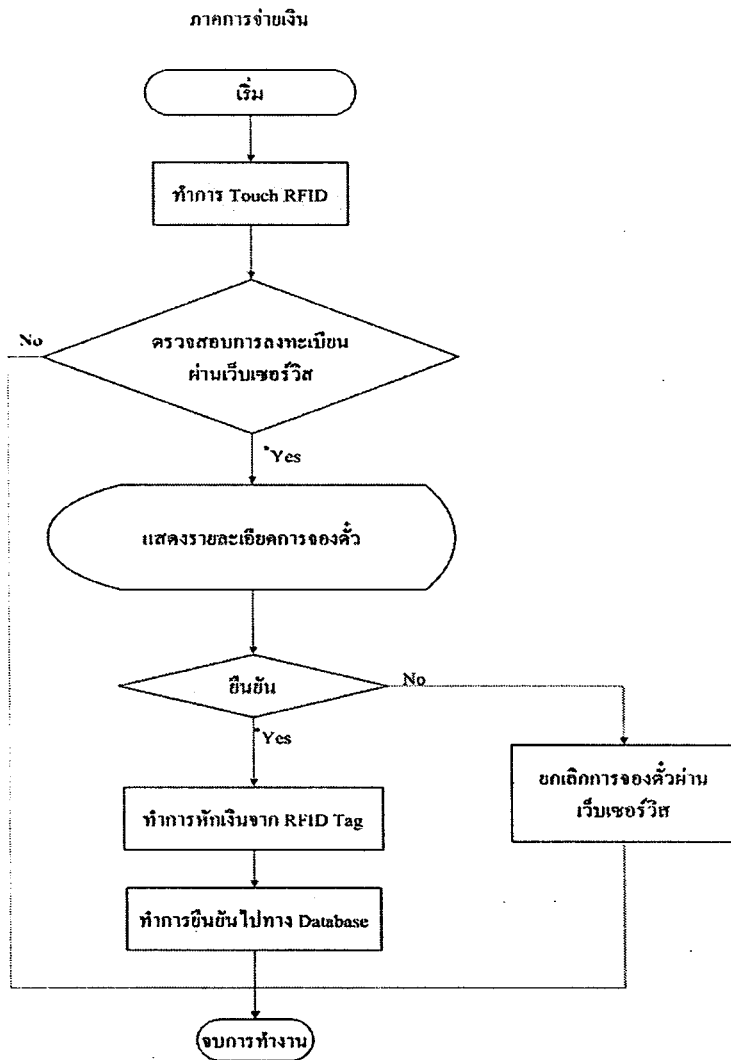 ภาคการจ่ายเงิน
เริ่ม
ทำการ Touch RFID
No
ตรวจสอบการลงทะเบียน
ผ่านเว็บเซอร์วิส
Yes
แสดงรายละเอียดการจองตั๋ว
ยืนยัน
No
Yes
ยกเลิกการจองตั๋วผ่าน
เว็บเซอร์วิส
ทำการหักเงินจาก RFID Tag
ทำการยืนยันไปทาง Database
จบการทำงาน